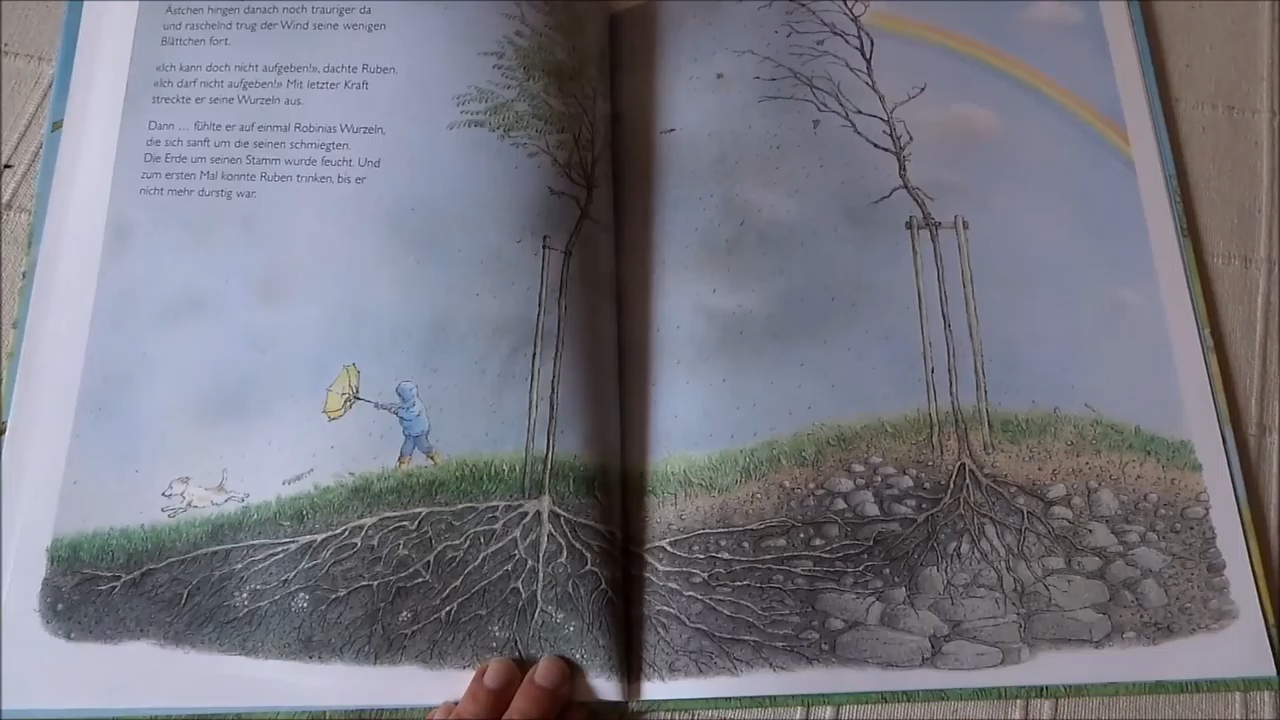 Ästchen hingen danach noch trauriger da
und raschelnd trug der Wind seine wenigen
Blättchen fort.
«Ich kann doch nicht aufgeben!», dachte Ruben.
«Ich darf nicht aufgeben!» Mit letzter Kraft
streckte er seine Wurzeln aus.
Dann ... fühlte er auf einmal Robinias Wurzeln,
die sich sanft um die seinen schmiegten.
Die Erde um seinen Stamm wurde feucht. Und
zum ersten Mal konnte Ruben trinken, bis er
nicht mehr durstig war.